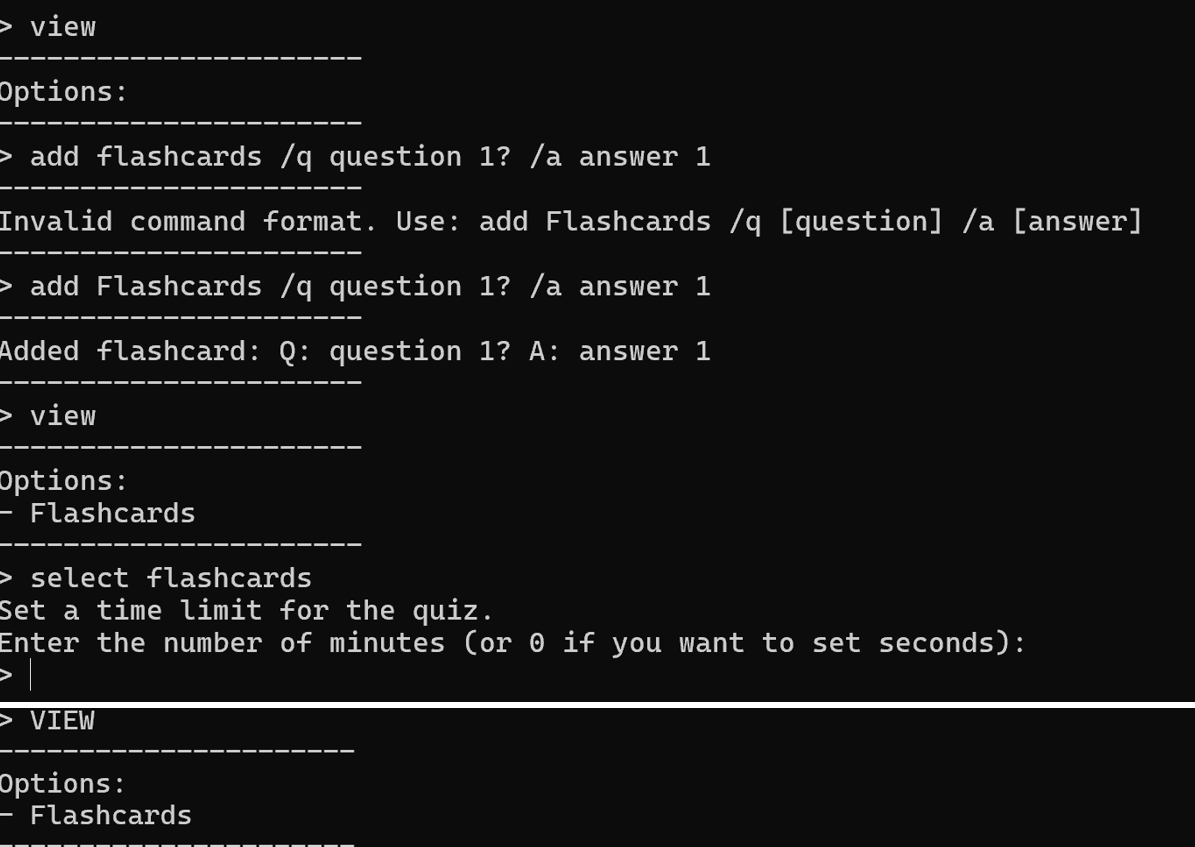 > view
----------------------
Options:
----------------------
> add flashcards /q question 1? /a answer 1
----------------------
Invalid command format. Use: add Flashcards /q [question] /a [answer]
----------------------
> add Flashcards /q question 1? /a answer 1
----------------------
Added flashcard: Q: question 1? A: answer 1
----------------------
> view
----------------------
Options:
- Flashcards
----------------------
> select flashcards
Set a time limit for the quiz.
Enter the number of minutes (or 0 if you want to set seconds):
>
> VIEW
----------------------
Options:
- Flashcards
----------------------